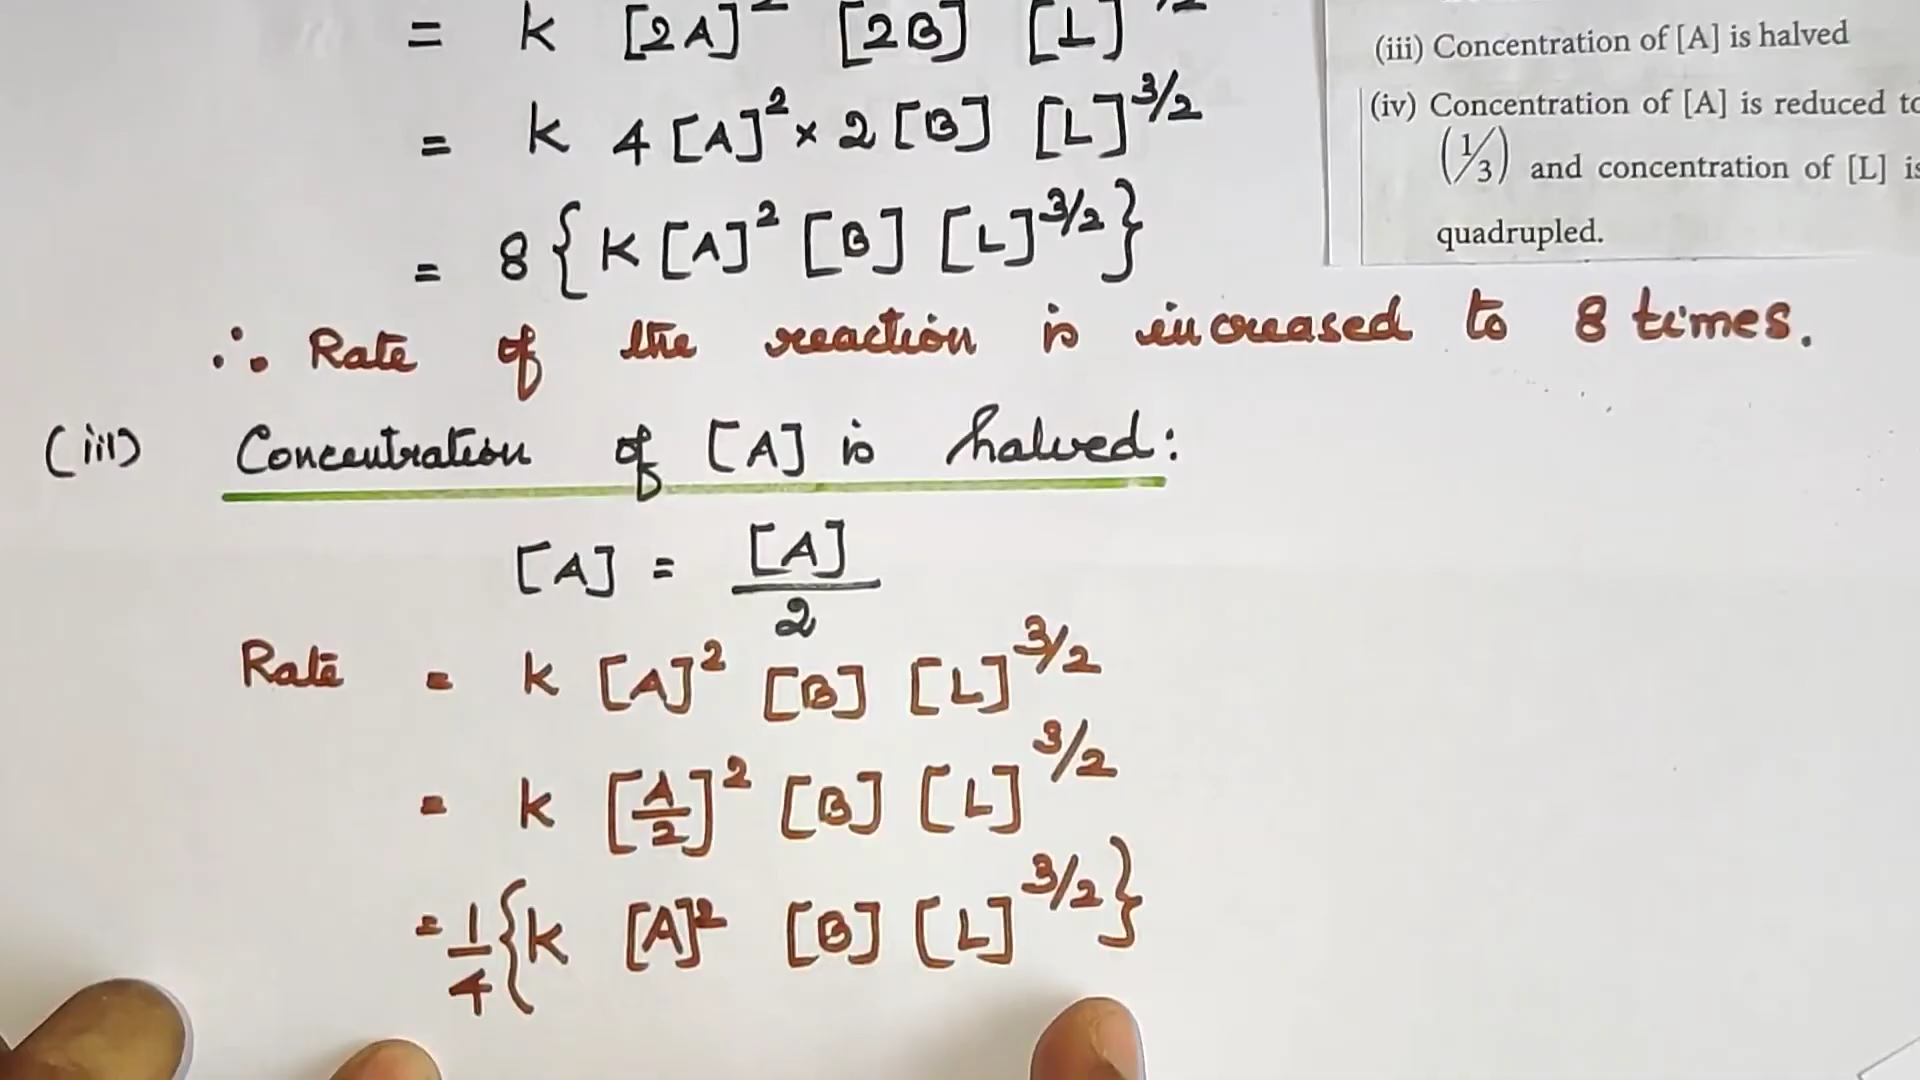 = k [2A]² [2B] [L]³/²
= k 4 [A]² × 2 [B] [L]³/²
= 8 { k [A]² [B] [L]³/² }
∴ Rate of the reaction is increased to 8 times.
(iii) Concentration of [A] is halved
(iv) Concentration of [A] is reduced to
(1/3) and concentration of [L] is
quadrupled.
(iii) Concentration of [A] is halved :
[A] = [A]/2
Rate = k [A]² [B] [L]³/²
= k [A/2]² [B] [L]³/²
= 1/4 { k [A]² [B] [L]³/² }